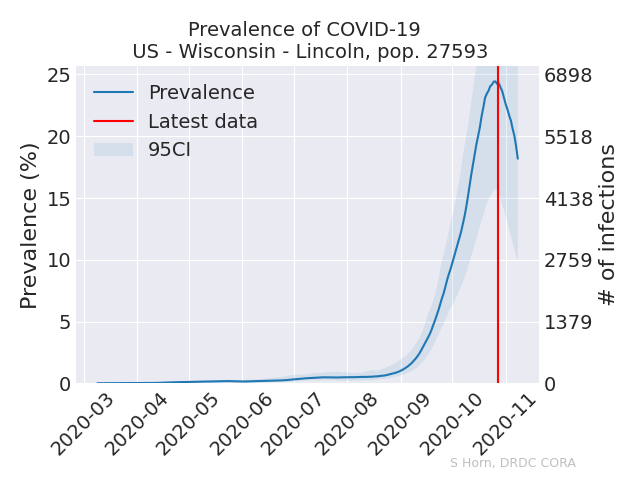 Prevalence of COVID-19
US - Wisconsin - Lincoln, pop. 27593
Prevalence
Latest data
95CI
Prevalence (%)
25
20
15
10
5
0
6898
5518
4138
2759
1379
0
# of infections
2020-03
2020-04
2020-05
2020-06
2020-07
2020-08
2020-09
2020-10
2020-11
S Horn, DRDC CORA